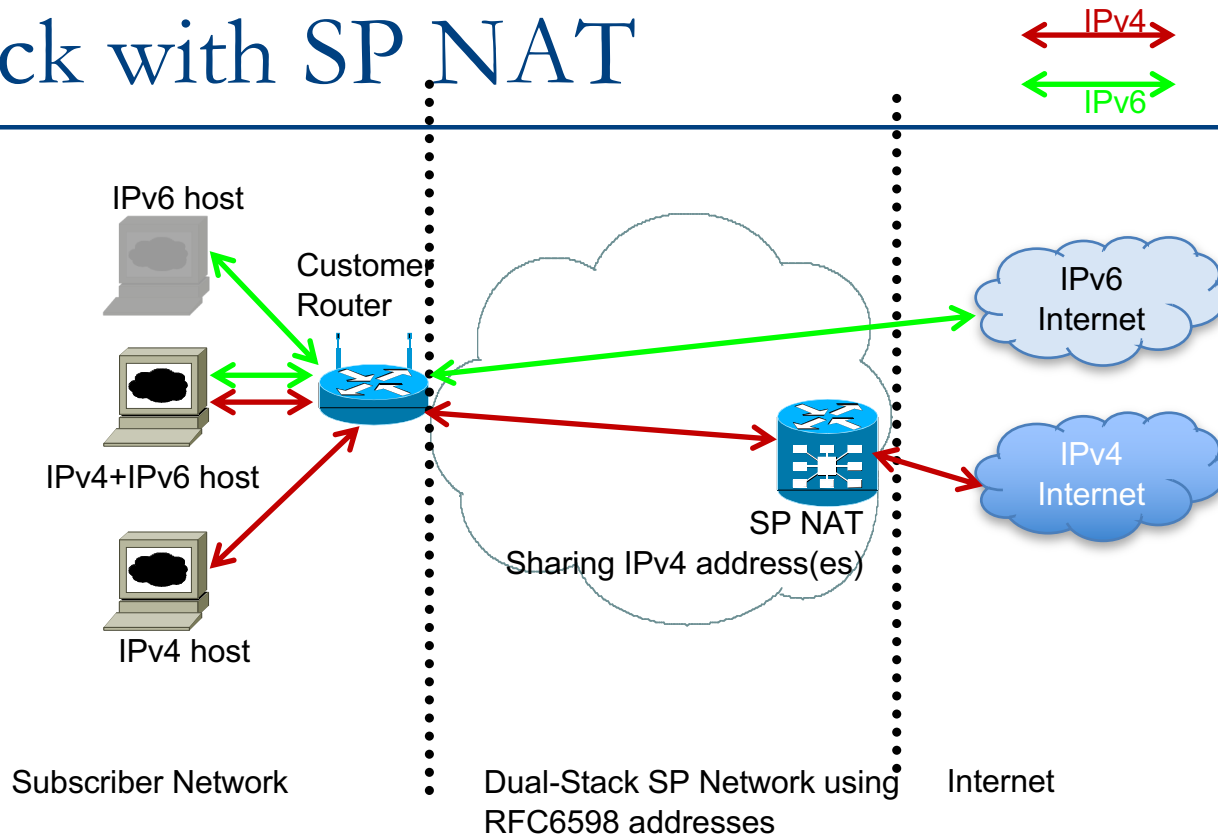 ck with SP NAT
IPv4
IPv6
IPv6 host
Customer
Router
IPv6
Internet
IPv4+IPv6 host
IPv4
Internet
SP NAT
Sharing IPv4 address(es)
IPv4 host
Subscriber Network
Dual-Stack SP Network using
RFC6598 addresses
Internet